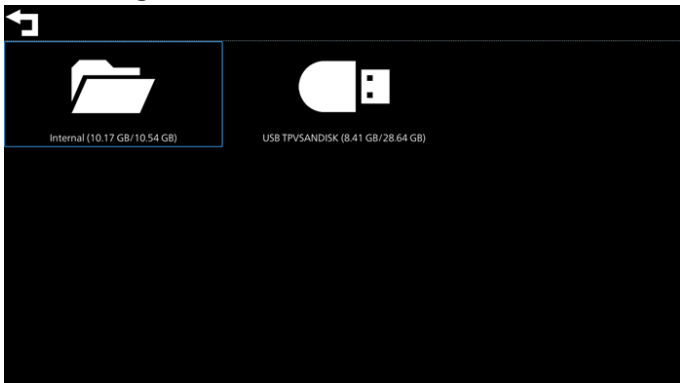 Internal (10.17 GB/10.54 GB)
USB TPVSANDISK (8.41 GB/28.64 GB)